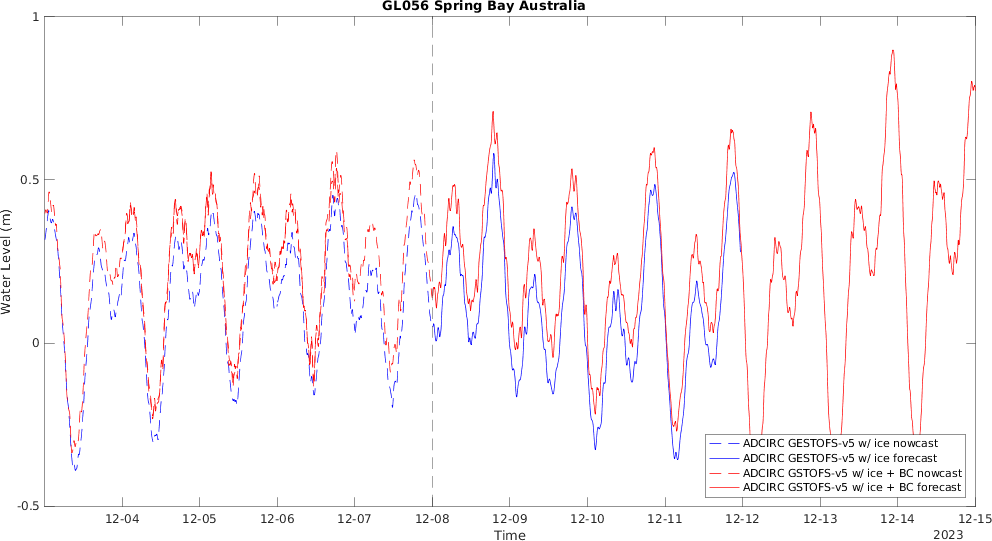 GL056 Spring Bay Australia
1
0.5
0
-0.5
Water Level (m)
12-04 12-05 12-06 12-07 12-08 12-09 12-10 12-11 12-12 12-13 12-14 12-15
Time
2023
ADCIRC GESTOFS-v5 w/ ice nowcast
ADCIRC GESTOFS-v5 w/ ice forecast
ADCIRC GSTOFS-v5 w/ ice + BC nowcast
ADCIRC GSTOFS-v5 w/ ice + BC forecast